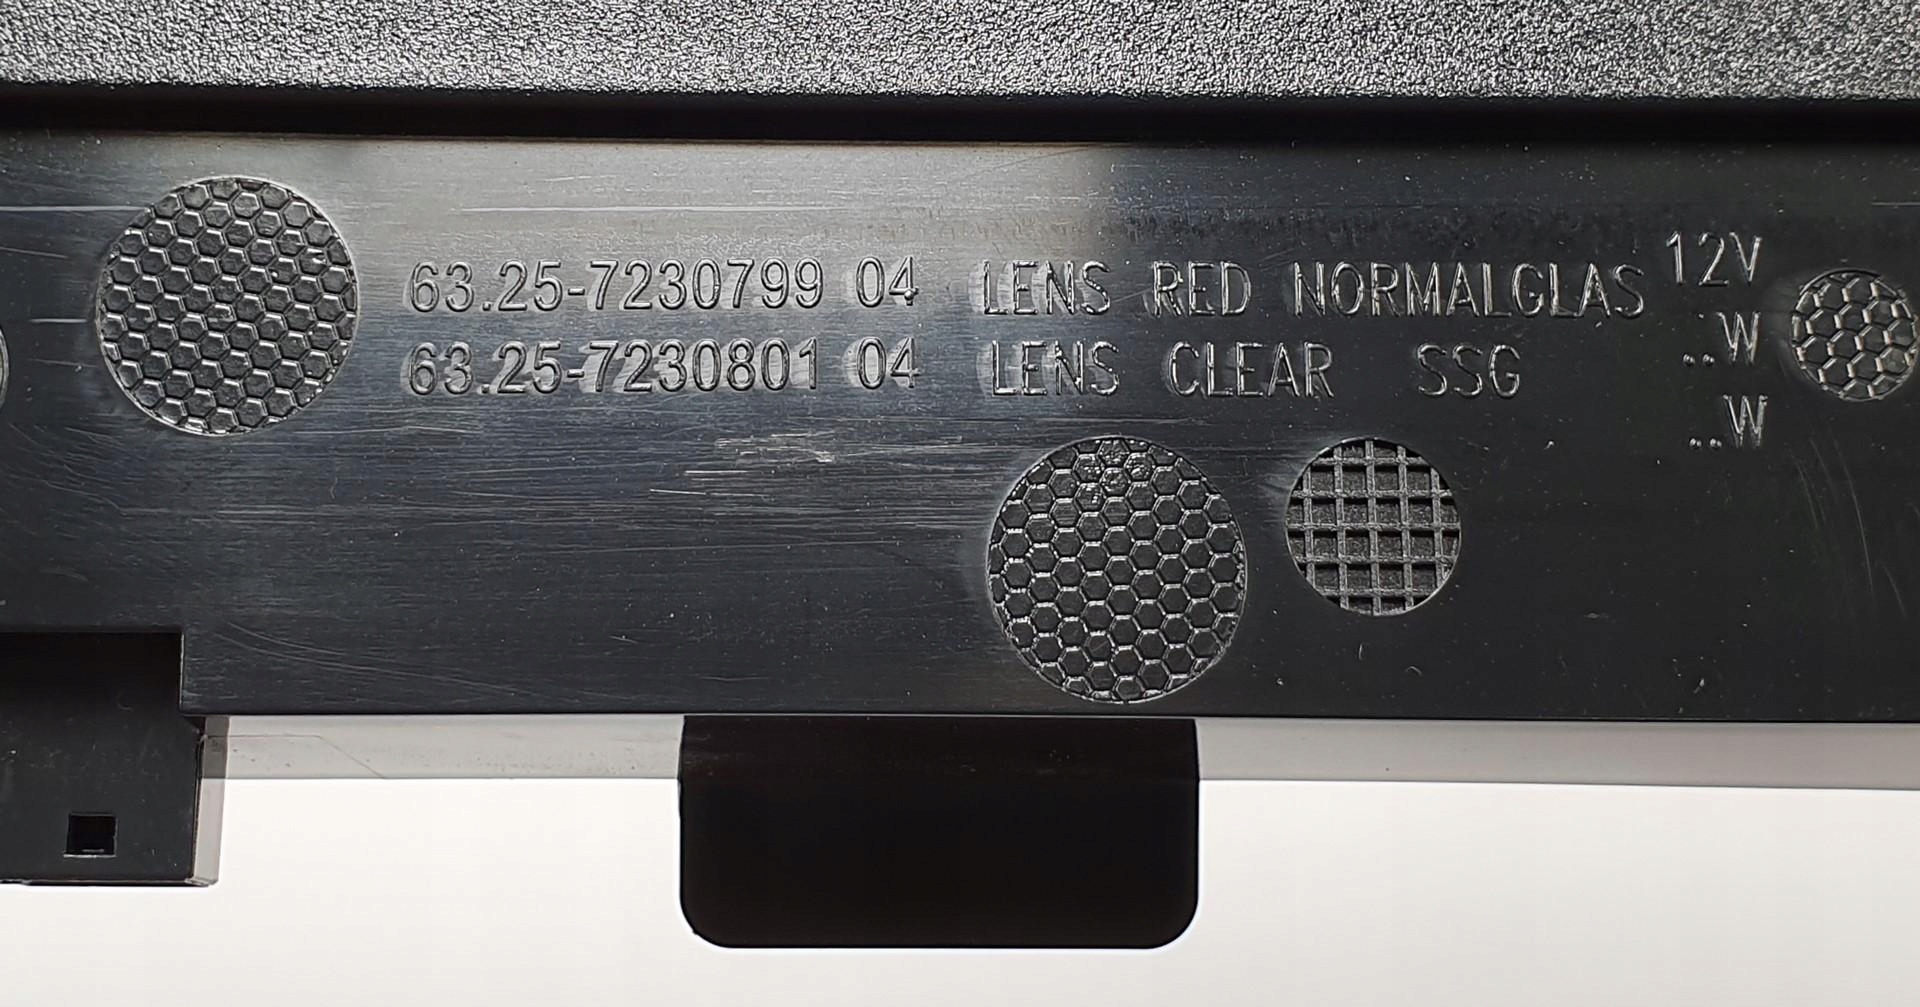 63.25-7230799 04 LENS RED NORMALGLAS 12V
..W
63.25-7230801 04 LENS CLEAR SSG
..W